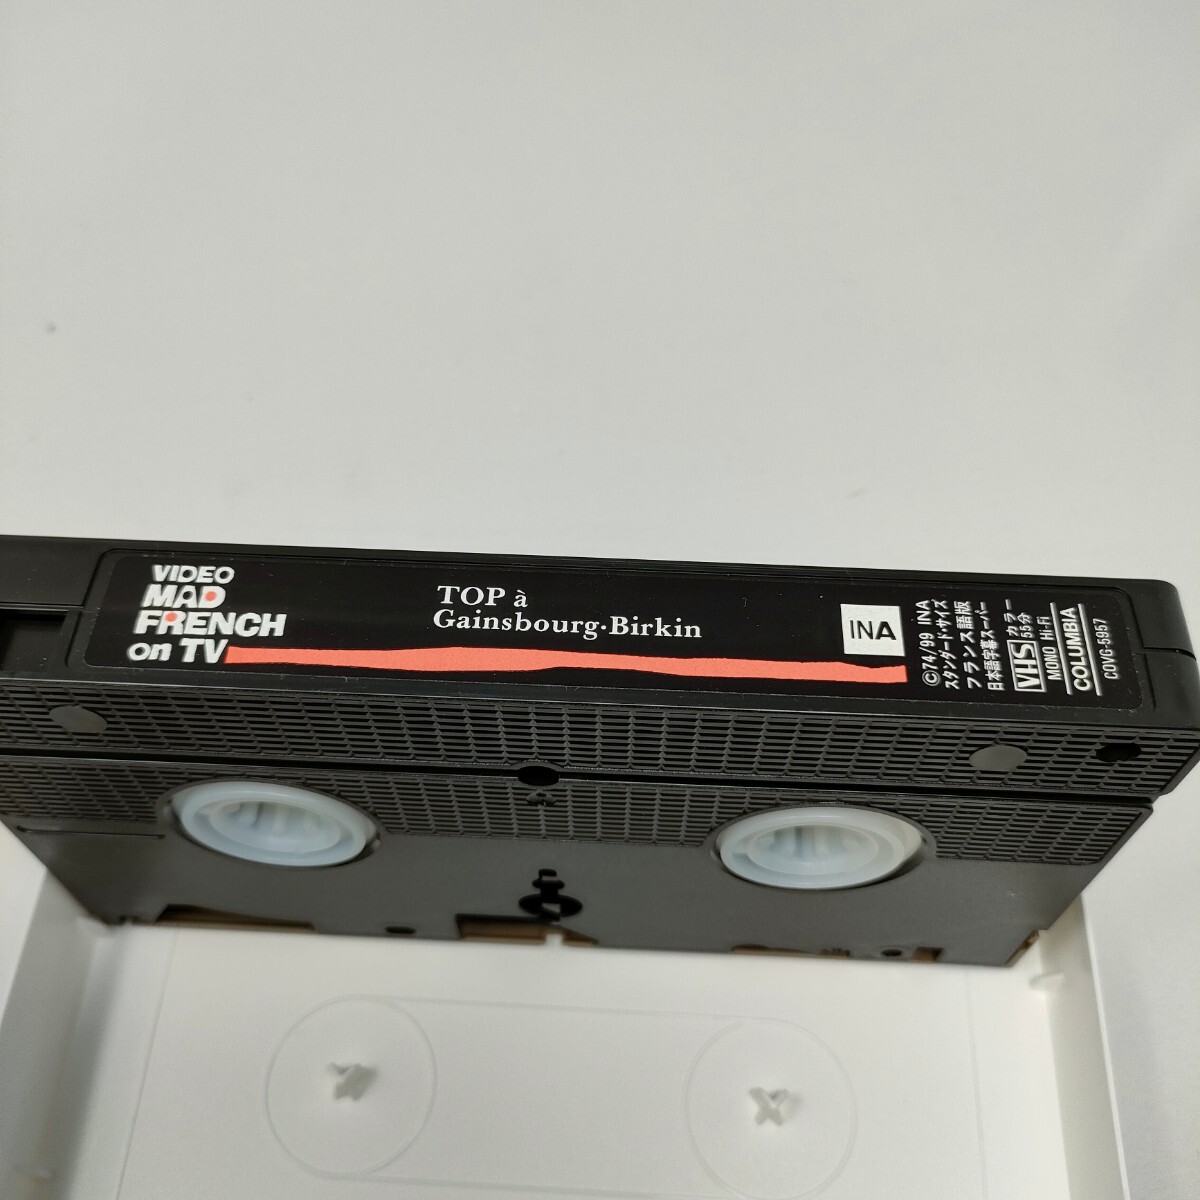 VIDEO
MAD
FRENCH
on TV
TOP à
Gainsbourg·Birkin
INA
©74/99 INA
スタンダード・サイズ
フランス語版
日本語字幕スーパー
VHS カラー 55分
MONO Hi-Fi
COLUMBIA
COVG-5957